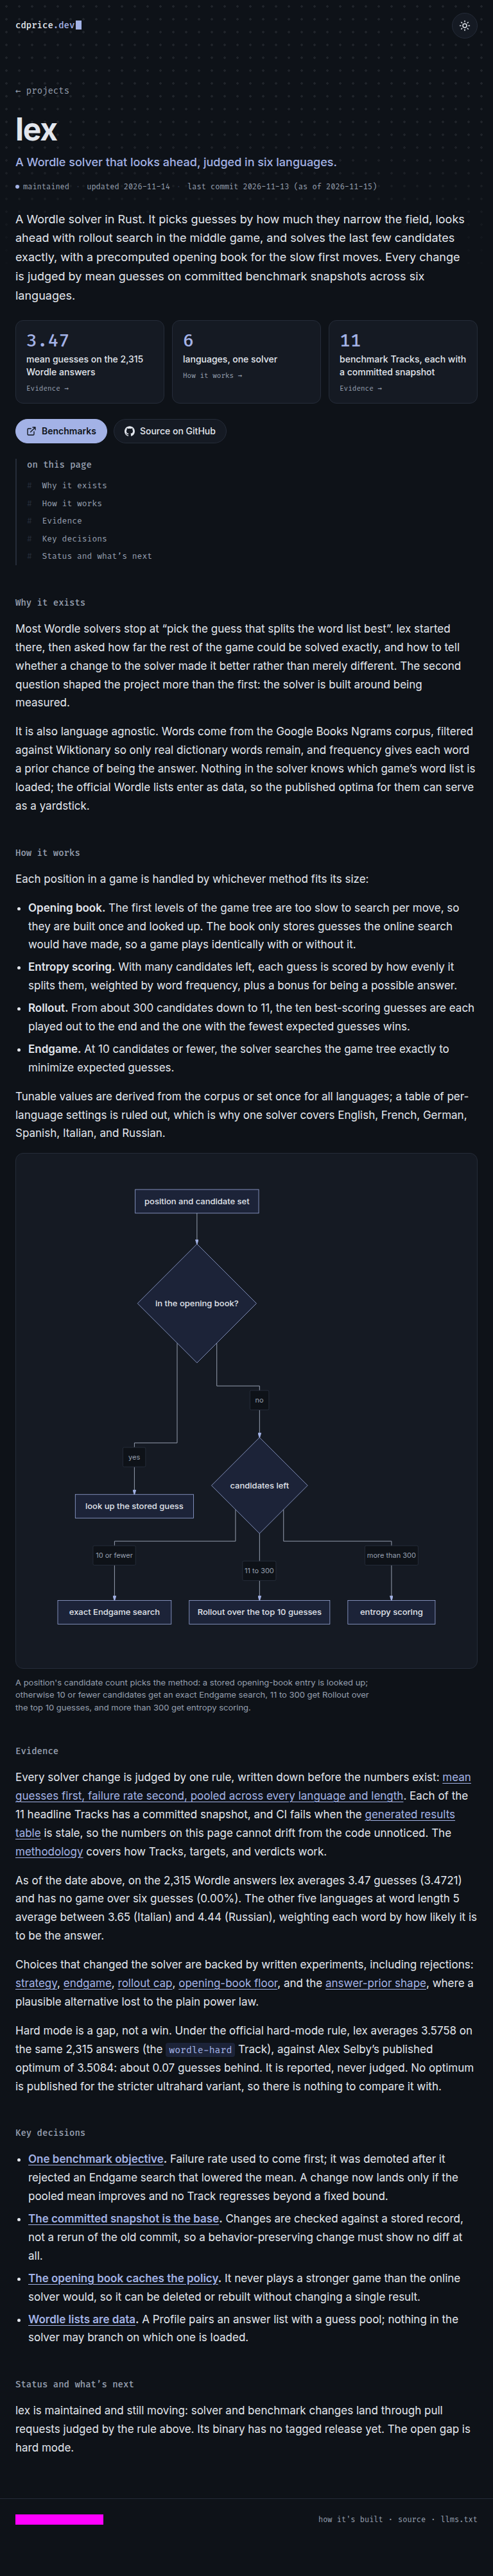 cdprice.dev
← projects
lex
A Wordle solver that looks ahead, judged in six languages.
maintained · updated 2026-11-14 · last commit 2026-11-13 (as of 2026-11-15)
A Wordle solver in Rust. It picks guesses by how much they narrow the field, looks
ahead with rollout search in the middle game, and solves the last few candidates
exactly, with a precomputed opening book for the slow first moves. Every change
is judged by mean guesses on committed benchmark snapshots across six
languages.
3.47
mean guesses on the 2,315
Wordle answers
Evidence →
6
languages, one solver
How it works →
11
benchmark Tracks, each with
a committed snapshot
Evidence →
Benchmarks
Source on GitHub
on this page
# Why it exists
# How it works
# Evidence
# Key decisions
# Status and what's next
Why it exists
Most Wordle solvers stop at “pick the guess that splits the word list best”. lex started
there, then asked how far the rest of the game could be solved exactly, and how to tell
whether a change to the solver made it better rather than merely different. The second
question shaped the project more than the first: the solver is built around being
measured.
It is also language agnostic. Words come from the Google Books Ngrams corpus, filtered
against Wiktionary so only real dictionary words remain, and frequency gives each word
a prior chance of being the answer. Nothing in the solver knows which game’s word list is
loaded; the official Wordle lists enter as data, so the published optima for them can serve
as a yardstick.
How it works
Each position in a game is handled by whichever method fits its size:
• Opening book. The first levels of the game tree are too slow to search per move, so
they are built once and looked up. The book only stores guesses the online search
would have made, so a game plays identically with or without it.
• Entropy scoring. With many candidates left, each guess is scored by how evenly it
splits them, weighted by word frequency, plus a bonus for being a possible answer.
• Rollout. From about 300 candidates down to 11, the ten best-scoring guesses are each
played out to the end and the one with the fewest expected guesses wins.
• Endgame. At 10 candidates or fewer, the solver searches the game tree exactly to
minimize expected guesses.
Tunable values are derived from the corpus or set once for all languages; a table of per-
language settings is ruled out, which is why one solver covers English, French, German,
Spanish, Italian, and Russian.
position and candidate set
In the opening book?
no
yes
candidates left
look up the stored guess
10 or fewer
11 to 300
more than 300
exact Endgame search
Rollout over the top 10 guesses
entropy scoring
A position's candidate count picks the method: a stored opening-book entry is looked up;
otherwise 10 or fewer candidates get an exact Endgame search, 11 to 300 get Rollout over
the top 10 guesses, and more than 300 get entropy scoring.
Evidence
Every solver change is judged by one rule, written down before the numbers exist: mean
guesses first, failure rate second, pooled across every language and length. Each of the
11 headline Tracks has a committed snapshot, and CI fails when the generated results
table is stale, so the numbers on this page cannot drift from the code unnoticed. The
methodology covers how Tracks, targets, and verdicts work.
As of the date above, on the 2,315 Wordle answers lex averages 3.47 guesses (3.4721)
and has no game over six guesses (0.00%). The other five languages at word length 5
average between 3.65 (Italian) and 4.44 (Russian), weighting each word by how likely it is
to be the answer.
Choices that changed the solver are backed by written experiments, including rejections:
strategy, endgame, rollout cap, opening-book floor, and the answer-prior shape, where a
plausible alternative lost to the plain power law.
Hard mode is a gap, not a win. Under the official hard-mode rule, lex averages 3.5758 on
the same 2,315 answers (the wordle-hard Track), against Alex Selby’s published
optimum of 3.5084: about 0.07 guesses behind. It is reported, never judged. No optimum
is published for the stricter ultrahard variant, so there is nothing to compare it with.
Key decisions
• One benchmark objective. Failure rate used to come first; it was demoted after it
rejected an Endgame search that lowered the mean. A change now lands only if the
pooled mean improves and no Track regresses beyond a fixed bound.
• The committed snapshot is the base. Changes are checked against a stored record,
not a rerun of the old commit, so a behavior-preserving change must show no diff at
all.
• The opening book caches the policy. It never plays a stronger game than the online
solver would, so it can be deleted or rebuilt without changing a single result.
• Wordle lists are data. A Profile pairs an answer list with a guess pool; nothing in the
solver may branch on which one is loaded.
Status and what’s next
lex is maintained and still moving: solver and benchmark changes land through pull
requests judged by the rule above. Its binary has no tagged release yet. The open gap is
hard mode.
how it’s built · source · llms.txt